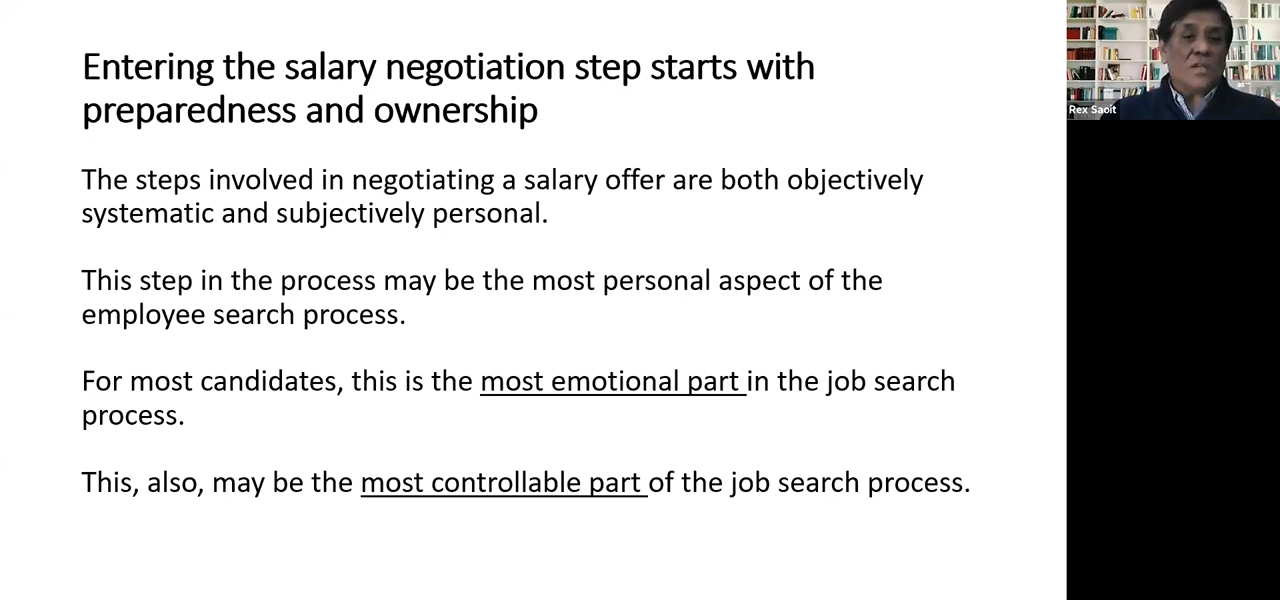 Entering the salary negotiation step starts with
preparedness and ownership
The steps involved in negotiating a salary offer are both objectively
systematic and subjectively personal.
This step in the process may be the most personal aspect of the
employee search process.
For most candidates, this is the most emotional part in the job search
process.
This, also, may be the most controllable part of the job search process.
Rex Saoit